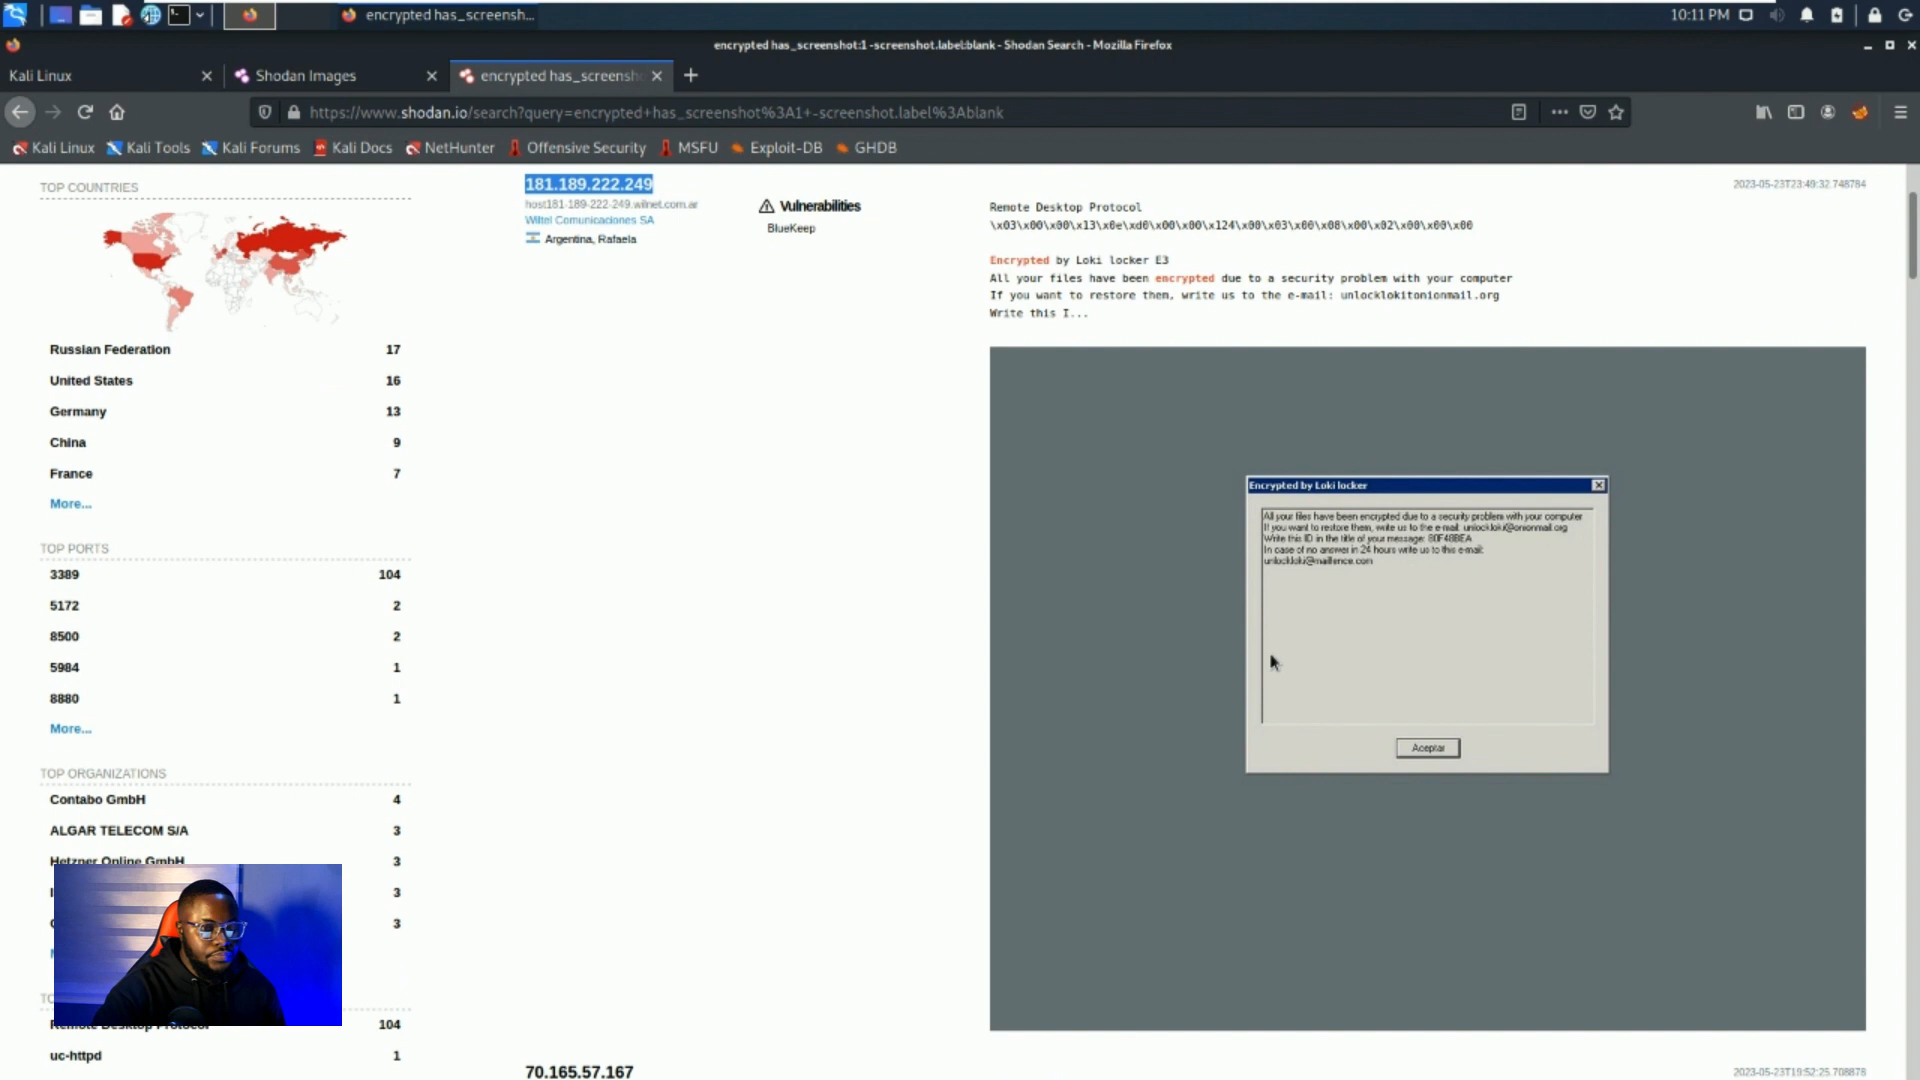 encrypted has_screensh...
10:11 PM
encrypted has_screenshot:1 -screenshot.label:blank - Shodan Search - Mozilla Firefox
Kali Linux
Shodan Images
encrypted has_screensh
https://www.shodan.io/search?query=encrypted+has_screenshot%3A1+-screenshot.label%3Ablank
Kali Linux
Kali Tools
Kali Forums
Kali Docs
NetHunter
Offensive Security
MSFU
Exploit-DB
GHDB
TOP COUNTRIES
Russian Federation 17
United States 16
Germany 13
China 9
France 7
More...
TOP PORTS
3389 104
5172 2
8500 2
5984 1
8880 1
More...
TOP ORGANIZATIONS
Contabo GmbH 4
ALGAR TELECOM S/A 3
Hetzner Online GmbH 3
3
3
Remote Desktop Protocol 104
uc-httpd 1
181.189.222.249
host181-189-222-249.wilnet.com.ar
Wiltel Comunicaciones SA
Argentina, Rafaela
Vulnerabilities
BlueKeep
2023-05-23T23:49:32.748784
Remote Desktop Protocol
\x03\x00\x00\x13\x0e\xd0\x00\x00\x124\x00\x03\x00\x08\x00\x02\x00\x00\x00
Encrypted by Loki locker E3
All your files have been encrypted due to a security problem with your computer
If you want to restore them, write us to the e-mail: unlocklokitonionmail.org
Write this I...
Encrypted by Loki locker
All your files have been encrypted due to a security problem with your computer
If you want to restore them, write us to the e-mail: unlockloki@onionmail.org
Write this ID in the title of your message:
In case of no answer in 24 hours write us to this e-mail:
unlockloki@mailfence.com
Aceptar
70.165.57.167
2023-05-23T19:52:25.708878